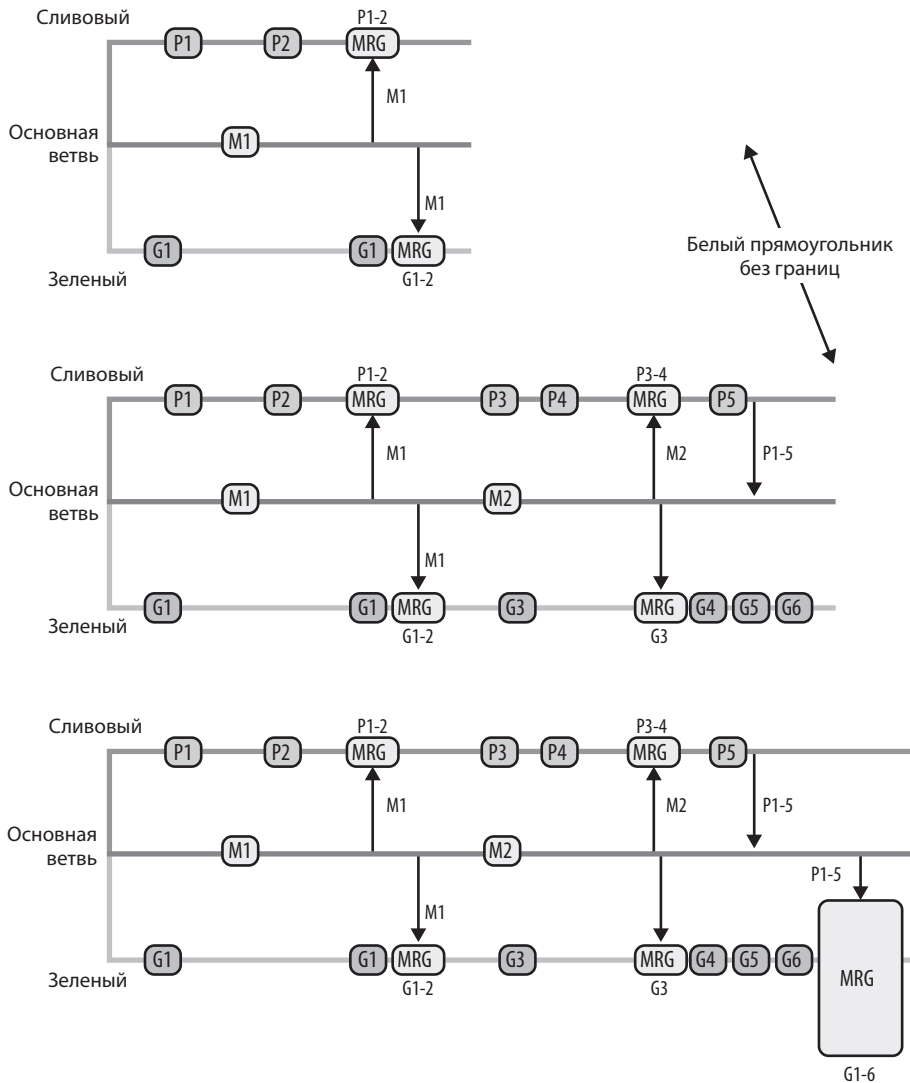 Сливовый
P1-2
P1 P2 MRG
M1
Основная
ветвь
M1
M1
G1 G1 MRG
Зеленый
G1-2
Белый прямоугольник
без границ
Сливовый
P1-2 P3-4
P1 P2 MRG P3 P4 MRG P5
M1 M2 P1-5
Основная
ветвь
M1 M2
M1
G1 G1 MRG G3 MRG G4 G5 G6
Зеленый
G1-2 G3
Сливовый
P1-2 P3-4
P1 P2 MRG P3 P4 MRG P5
M1 M2 P1-5
Основная
ветвь
M1 M2
P1-5
M1
G1 G1 MRG G3 MRG G4 G5 G6
MRG
Зеленый
G1-2 G3
G1-6